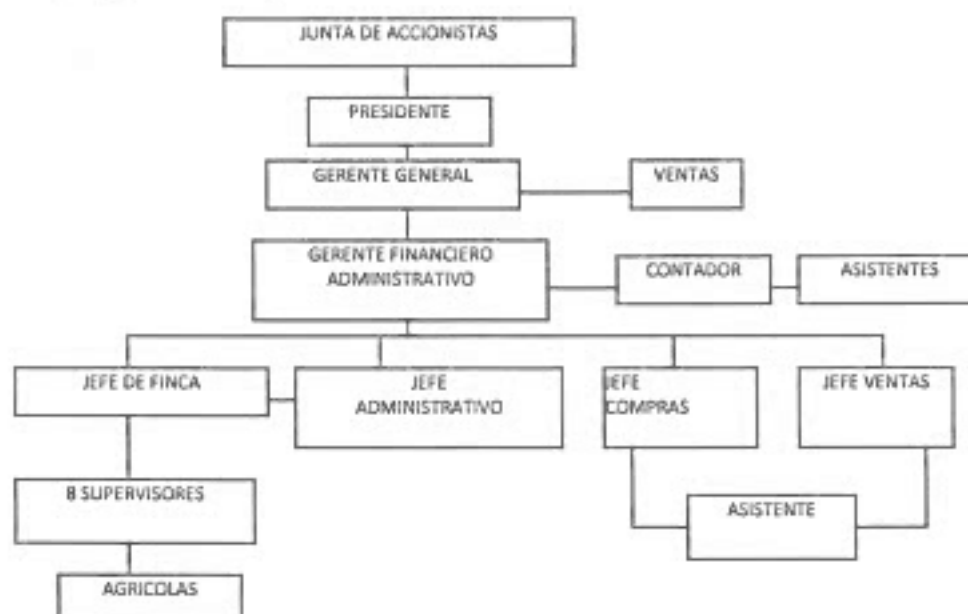 JUNTA DE ACCIONISTAS
PRESIDENTE
GERENTE GENERAL
VENTAS
GERENTE FINANCIERO
ADMINISTRATIVO
CONTADOR
ASISTENTES
JEFE DE FINCA
JEFE
ADMINISTRATIVO
JEFE
COMPRAS
JEFE VENTAS
8 SUPERVISORES
ASISTENTE
AGRICOLAS